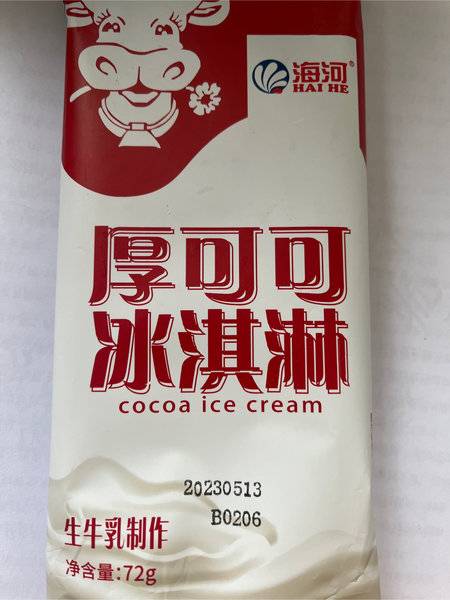 海河®
HAI HE
厚可可
冰淇淋
cocoa ice cream
20230513
B0206
生牛乳制作
净含量:72g